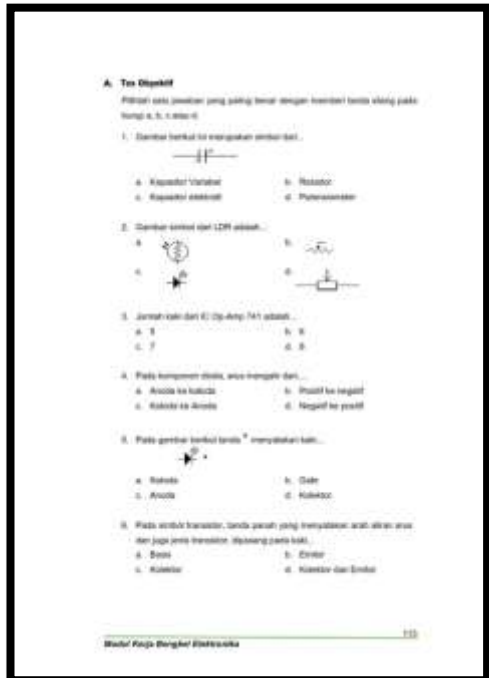 A. Tes Objektif
Pilihlah satu jawaban yang paling benar dengan memberi tanda silang pada
huruf a, b, c atau d
1. Gambar berikut ini merupakan simbol dari...
a. Kapasitor Variabel b. Resistor
c. Kapasitor elektrolit d. Potensiometer
2. Gambar simbol dari LDR adalah...
a. b.
c. d.
3. Jumlah kaki dari IC Op-Amp 741 adalah...
a. 5 b. 6
c. 7 d. 8
4. Pada komponen dioda, arus mengalir dari...
a. Anoda ke katoda b. Positif ke negatif
c. Katoda ke Anoda d. Negatif ke positif
5. Pada gambar berikut tanda * menyatakan kaki...
a. Katoda b. Gate
c. Anoda d. Kolektor
6. Pada simbol transistor, tanda panah yang menyatakan arah aliran arus
dan juga jenis transistor, dipasang pada kaki...
a. Basis b. Emitor
c. Kolektor d. Kolektor dan Emitor
Modul Kerja Bengkel Elektronika